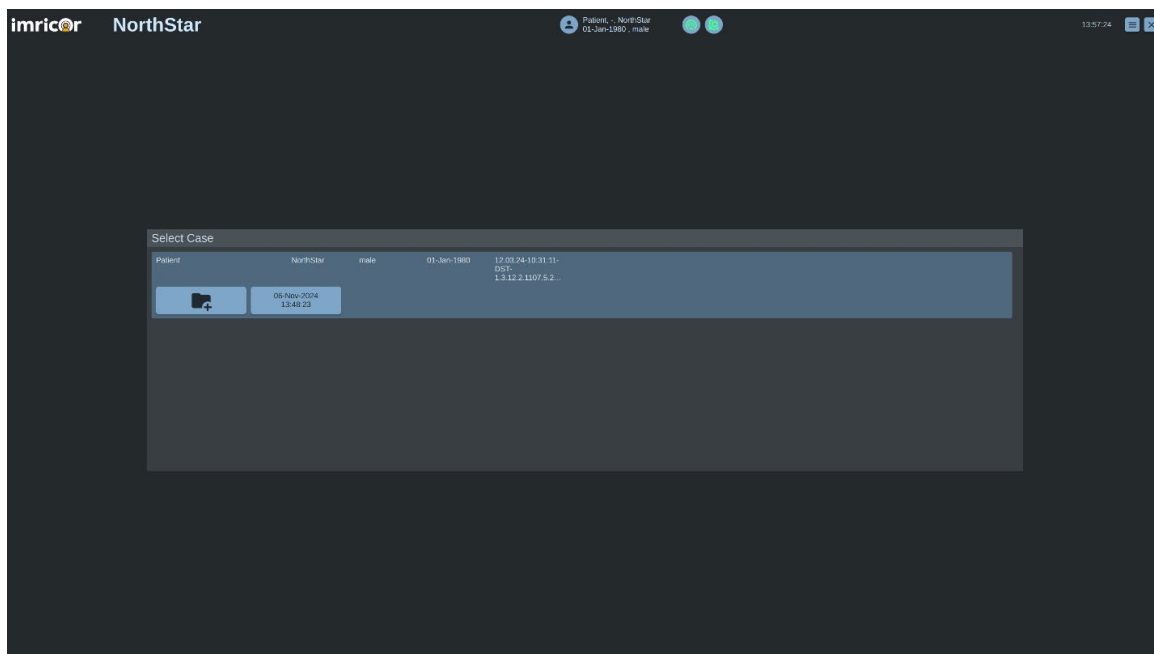 imricor NorthStar
Patient, -, NorthStar
01-Jan-1980 , male
13:57:24
Select Case
Patient NorthStar male 01-Jan-1980 12.03.24-10:31:11-
DST-
1.3.12.2.1107.5.2...
06-Nov-2024
13:48:23